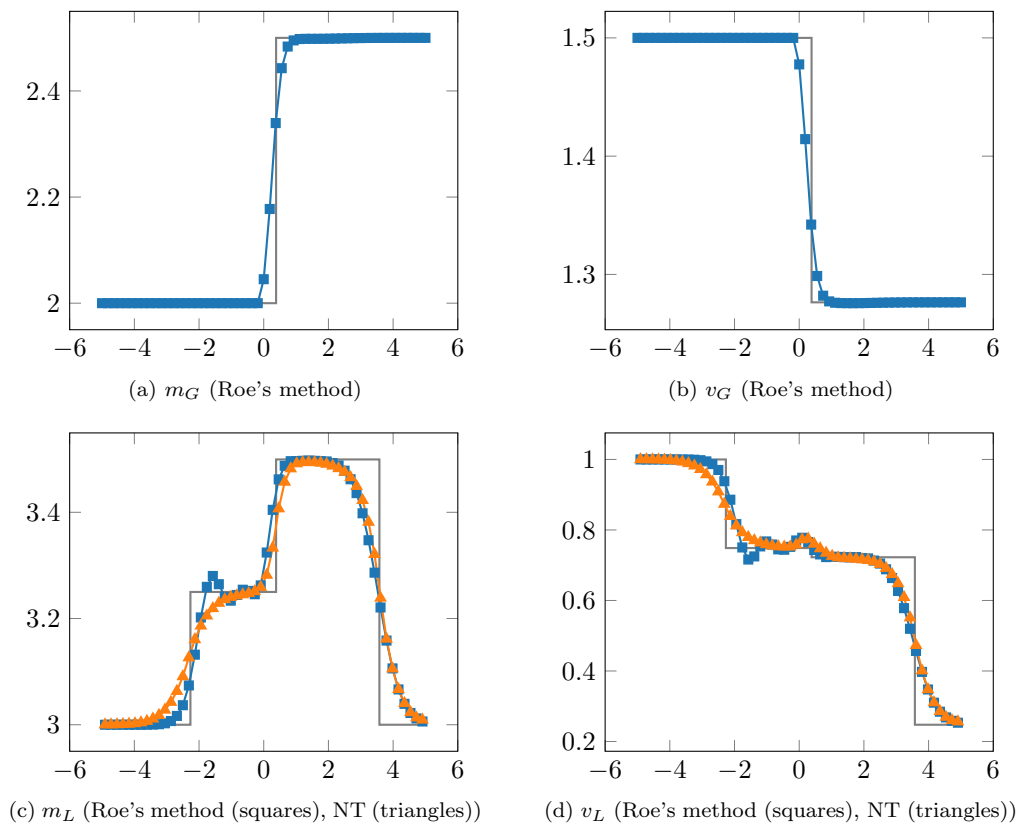 2.4
2.2
2
−6 −4 −2 0 2 4 6
(a) m_G (Roe's method)
1.5
1.4
1.3
−6 −4 −2 0 2 4 6
(b) v_G (Roe's method)
3.4
3.2
3
−6 −4 −2 0 2 4 6
(c) m_L (Roe's method (squares), NT (triangles))
1
0.8
0.6
0.4
0.2
−6 −4 −2 0 2 4 6
(d) v_L (Roe's method (squares), NT (triangles))